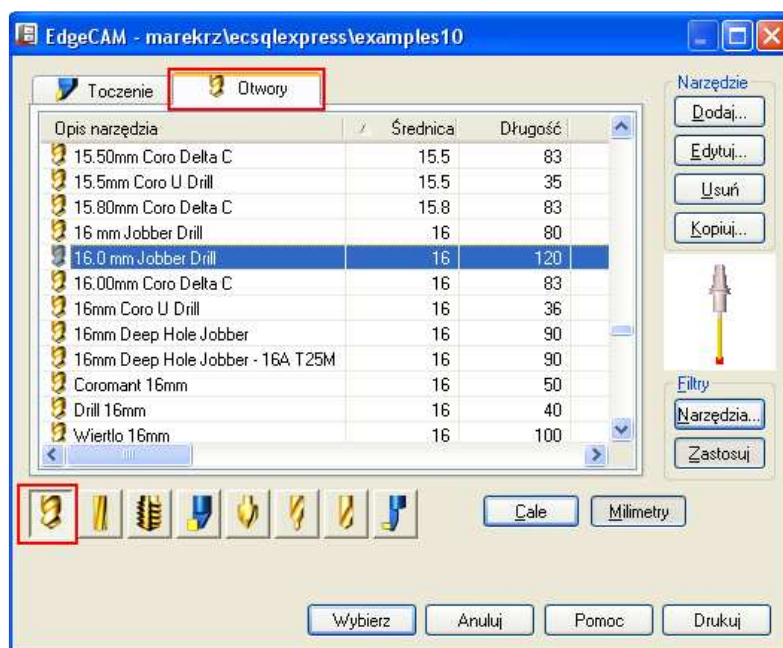 EdgeCAM - marekrz\ecsqlexpress\examples10
Toczenie Otwory
Opis narzędzia Średnica Długość
15.50mm Coro Delta C 15.5 83
15.5mm Coro U Drill 15.5 35
15.80mm Coro Delta C 15.8 83
16 mm Jobber Drill 16 80
16.0 mm Jobber Drill 16 120
16.00mm Coro Delta C 16 83
16mm Coro U Drill 16 36
16mm Deep Hole Jobber 16 90
16mm Deep Hole Jobber - 16A T25M 16 90
Coromant 16mm 16 50
Drill 16mm 16 40
Wiertlo 16mm 16 100
Narzędzie
Dodaj...
Edytuj...
Usuń
Kopiuj...
Filtry
Narzędzia...
Zastosuj
Cale Milimetry
Wybierz Anuluj Pomoc Drukuj